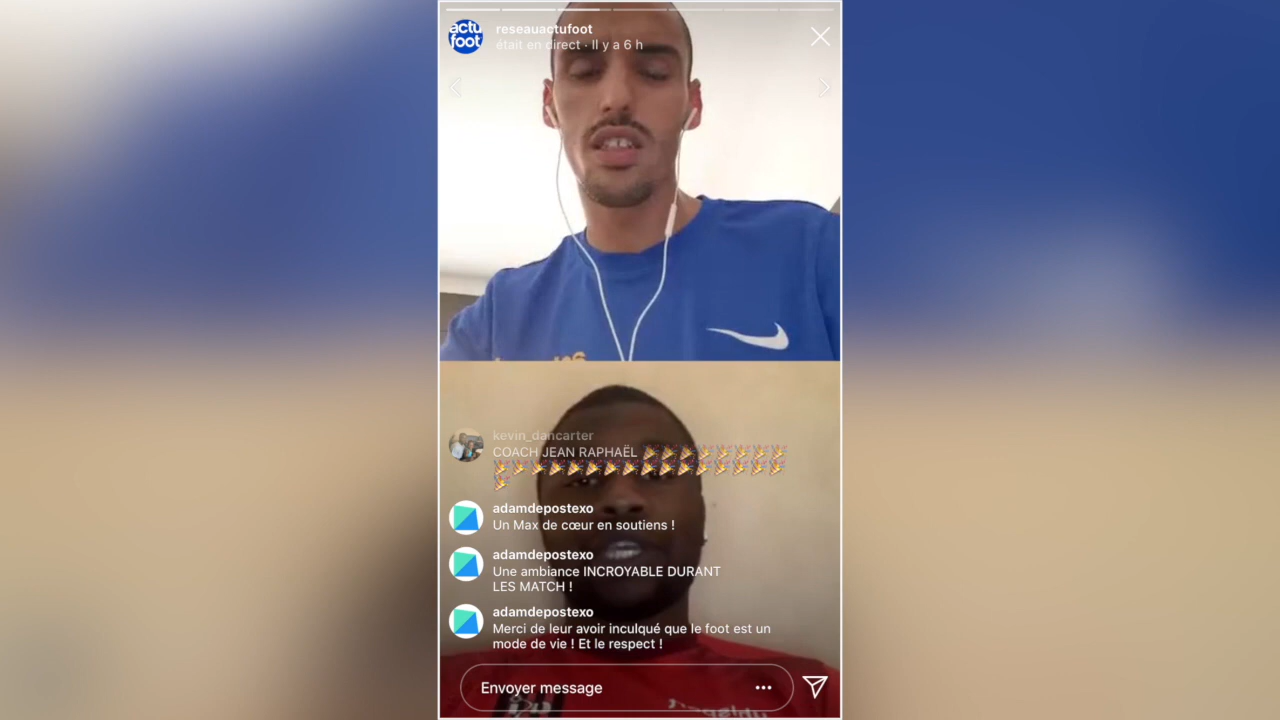 actu
foot
reseauactufoot
était en direct · Il y a 6 h
kevin_dancarter
COACH JEAN RAPHAËL 🎉🎉🎉🎉🎉🎉🎉🎉
🎉🎉🎉🎉🎉🎉🎉🎉🎉🎉🎉🎉🎉🎉🎉🎉
🎉
adamdepostexo
Un Max de cœur en soutiens !
adamdepostexo
Une ambiance INCROYABLE DURANT
LES MATCH !
adamdepostexo
Merci de leur avoir inculqué que le foot est un
mode de vie ! Et le respect !
Envoyer message
uhlsport